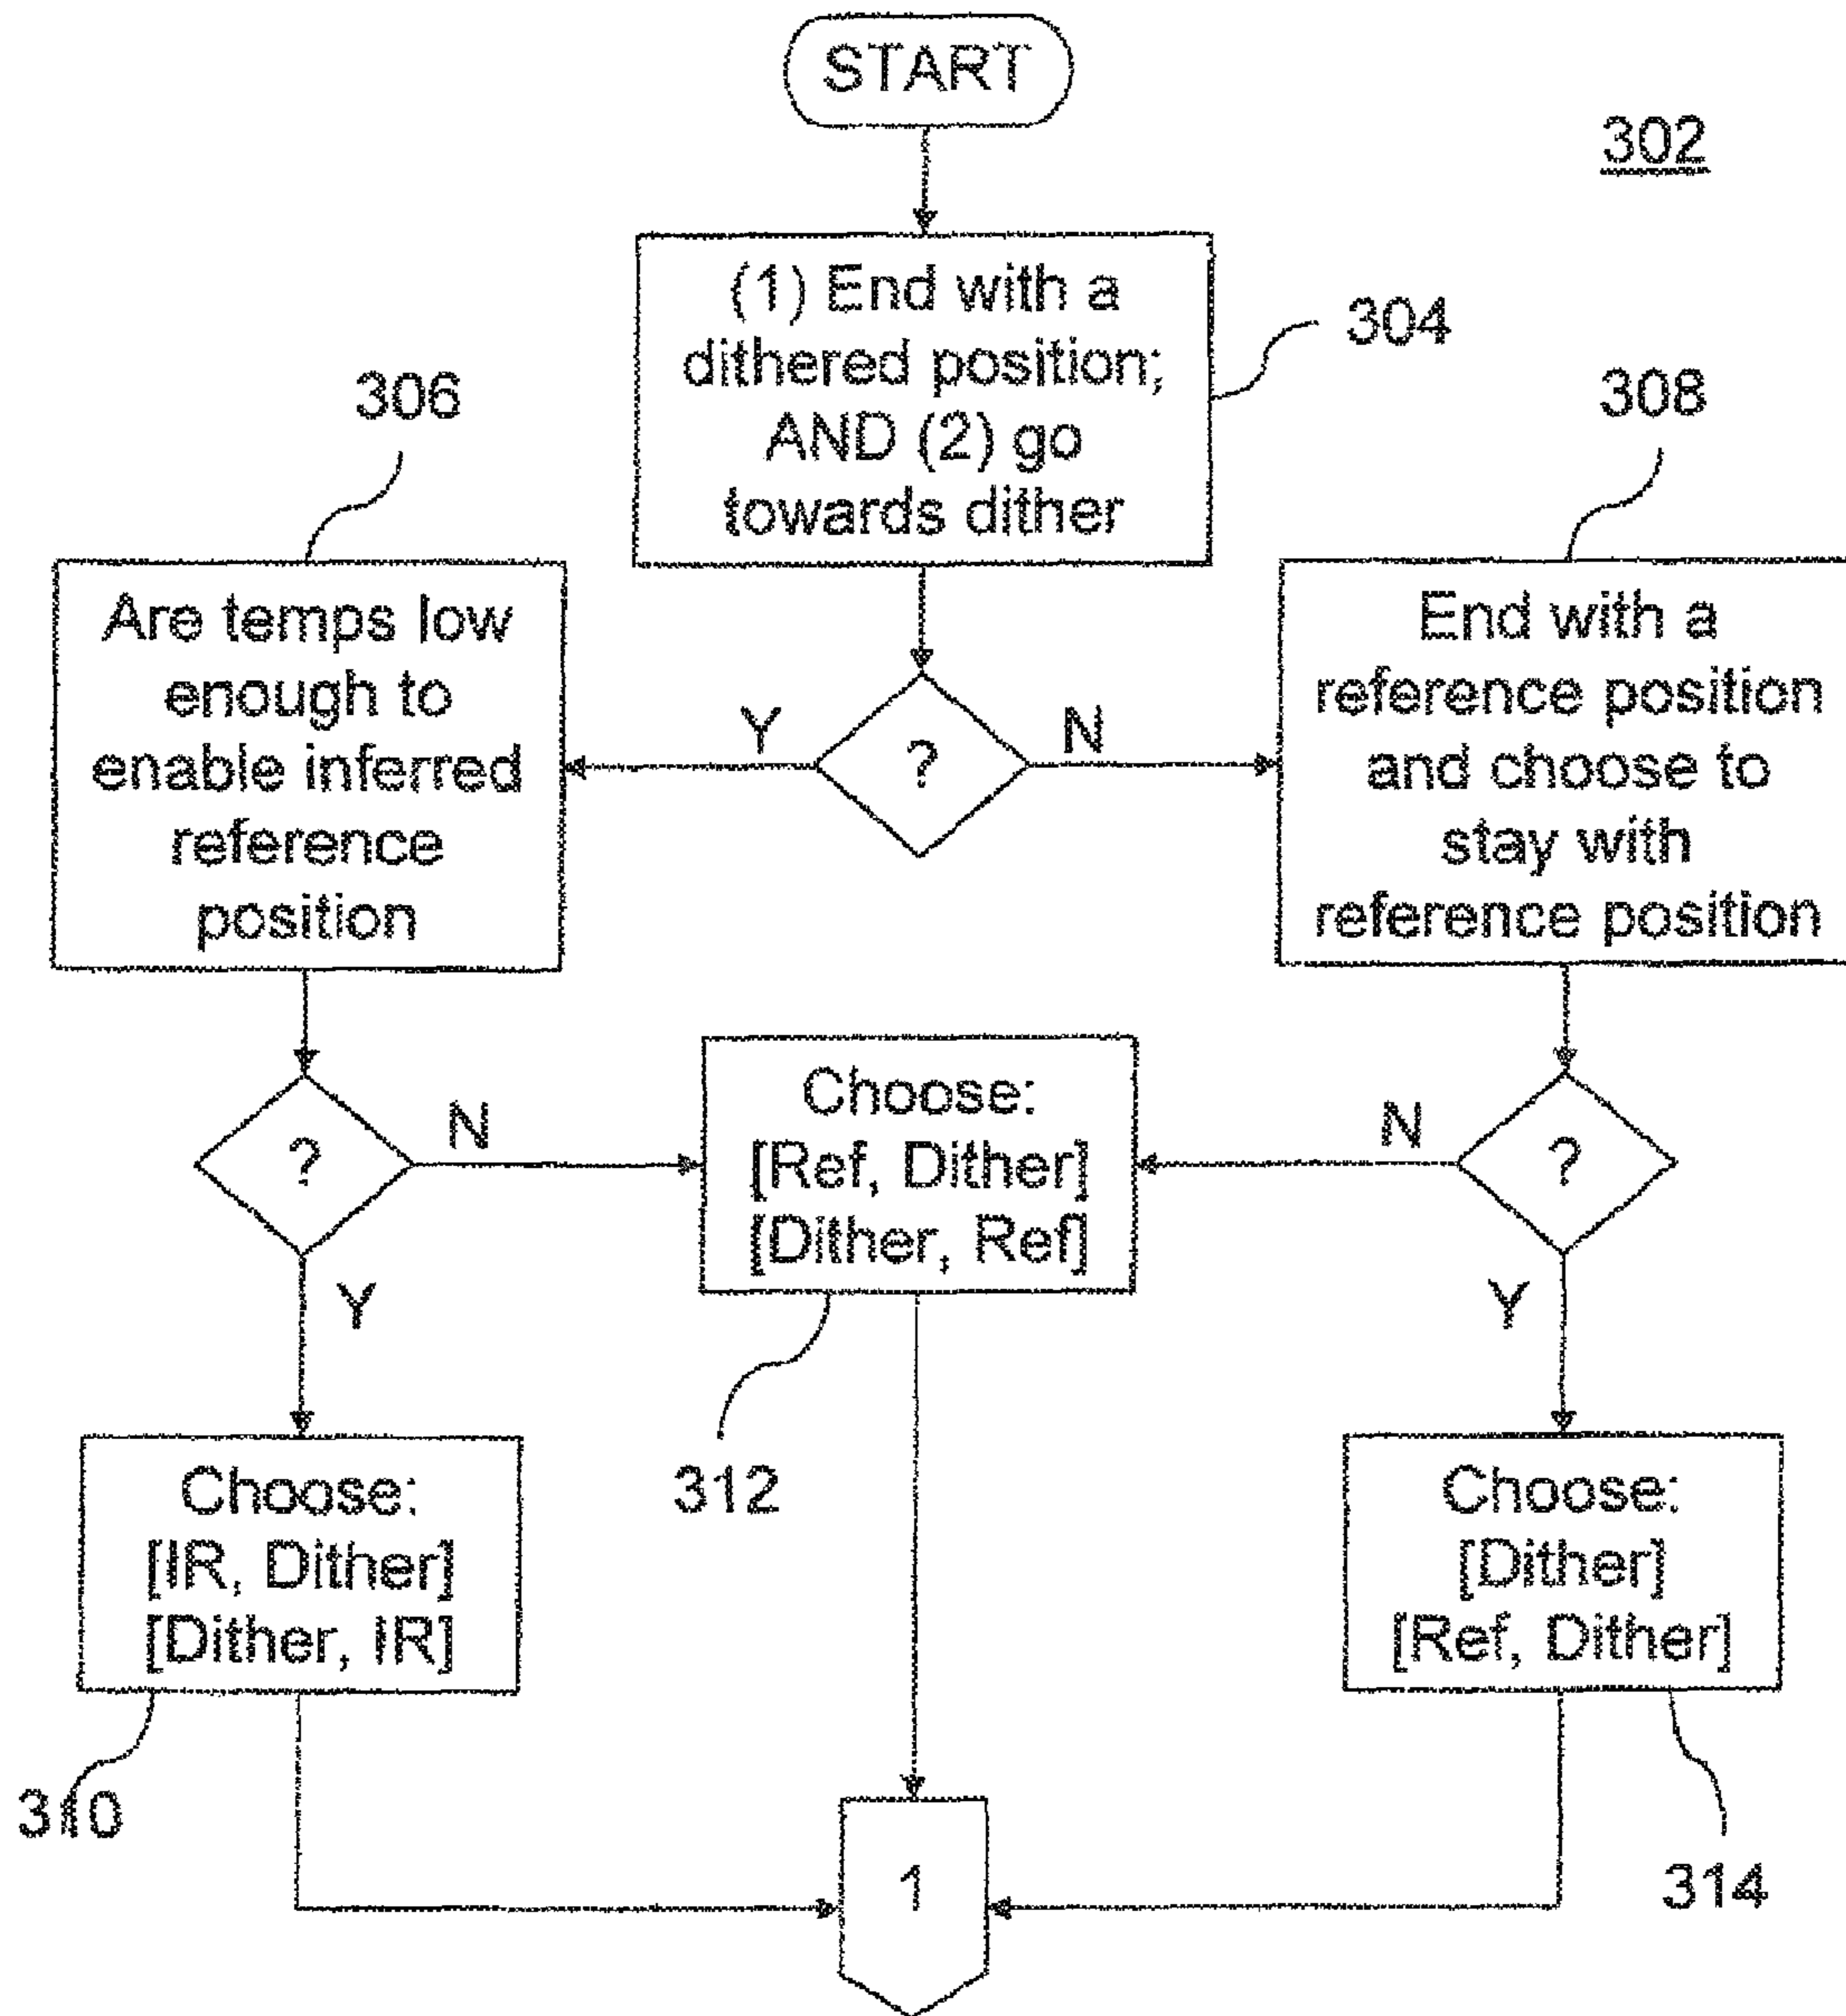 START
302
(1) End with a
dithered position;
AND (2) go
towards dither
304
306
Are temps low
enough to
enable inferred
reference
position
308
End with a
reference position
and choose to
stay with
reference position
Y
?
N
?
N
Y
Choose:
[Ref, Dither]
[Dither, Ref]
312
N
?
Y
Choose:
[IR, Dither]
[Dither, IR]
310
Choose:
[Dither]
[Ref, Dither]
314
1